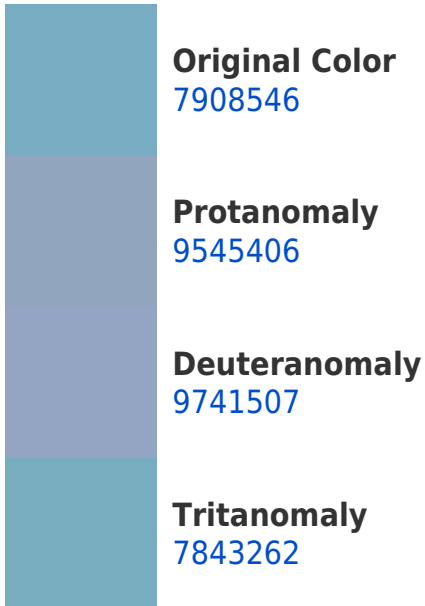 Original Color
7908546
Protanomaly
9545406
Deuteranomaly
9741507
Tritanomaly
7843262